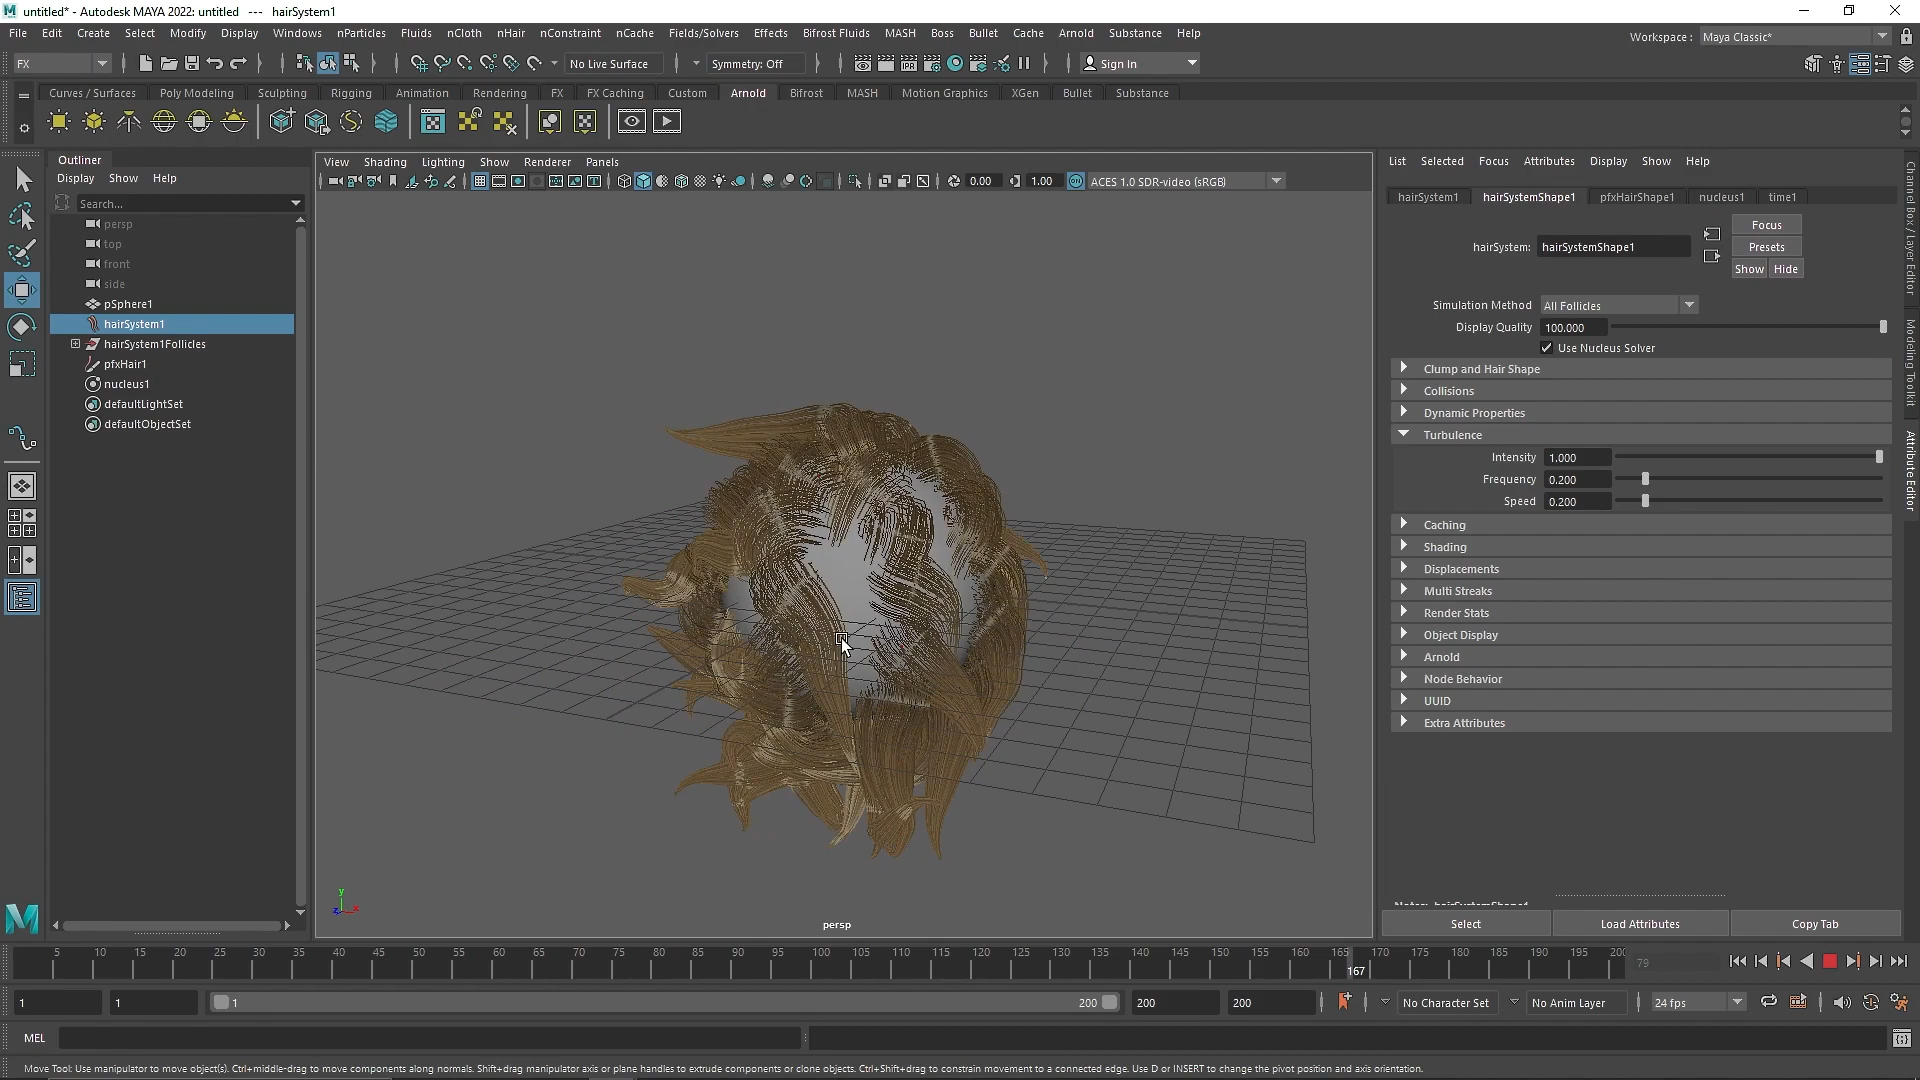 untitled* - Autodesk MAYA 2022: untitled --- hairSystem1
File Edit Create Select Modify Display Windows nParticles Fluids nCloth nHair nConstraint nCache Fields/Solvers Effects Bifrost Fluids MASH Boss Bullet Cache Arnold Substance Help
Workspace : Maya Classic*
FX No Live Surface Symmetry: Off Sign In
Curves / Surfaces Poly Modeling Sculpting Rigging Animation Rendering FX FX Caching Custom Arnold Bifrost MASH Motion Graphics XGen Bullet Substance
Outliner
Display Show Help
Search...
persp
top
front
side
pSphere1
hairSystem1
hairSystem1Follicles
pfxHair1
nucleus1
defaultLightSet
defaultObjectSet
View Shading Lighting Show Renderer Panels
0.00 1.00 ON ACES 1.0 SDR-video (sRGB)
y
z x
persp
List Selected Focus Attributes Display Show Help
hairSystem1 hairSystemShape1 pfxHairShape1 nucleus1 time1
Focus
hairSystem: hairSystemShape1 Presets
Show Hide
Simulation Method All Follicles
Display Quality 100.000
Use Nucleus Solver
Clump and Hair Shape
Collisions
Dynamic Properties
Turbulence
Intensity 1.000
Frequency 0.200
Speed 0.200
Caching
Shading
Displacements
Multi Streaks
Render Stats
Object Display
Arnold
Node Behavior
UUID
Extra Attributes
Select Load Attributes Copy Tab
Channel Box / Layer Editor
Modeling Toolkit
Attribute Editor
5 10 15 20 25 30 35 40 45 50 55 60 65 70 75 80 85 90 95 100 105 110 115 120 125 130 135 140 145 150 155 160 165 170 175 180 185 190 195 200
167
79
1 1 1 200 200 200 No Character Set No Anim Layer 24 fps
MEL
Move Tool: Use manipulator to move object(s). Ctrl+middle-drag to move components along normals. Shift+drag manipulator axis or plane handles to extrude components or clone objects. Ctrl+Shift+drag to constrain movement to a connected edge. Use D or INSERT to change the pivot position and axis orientation.